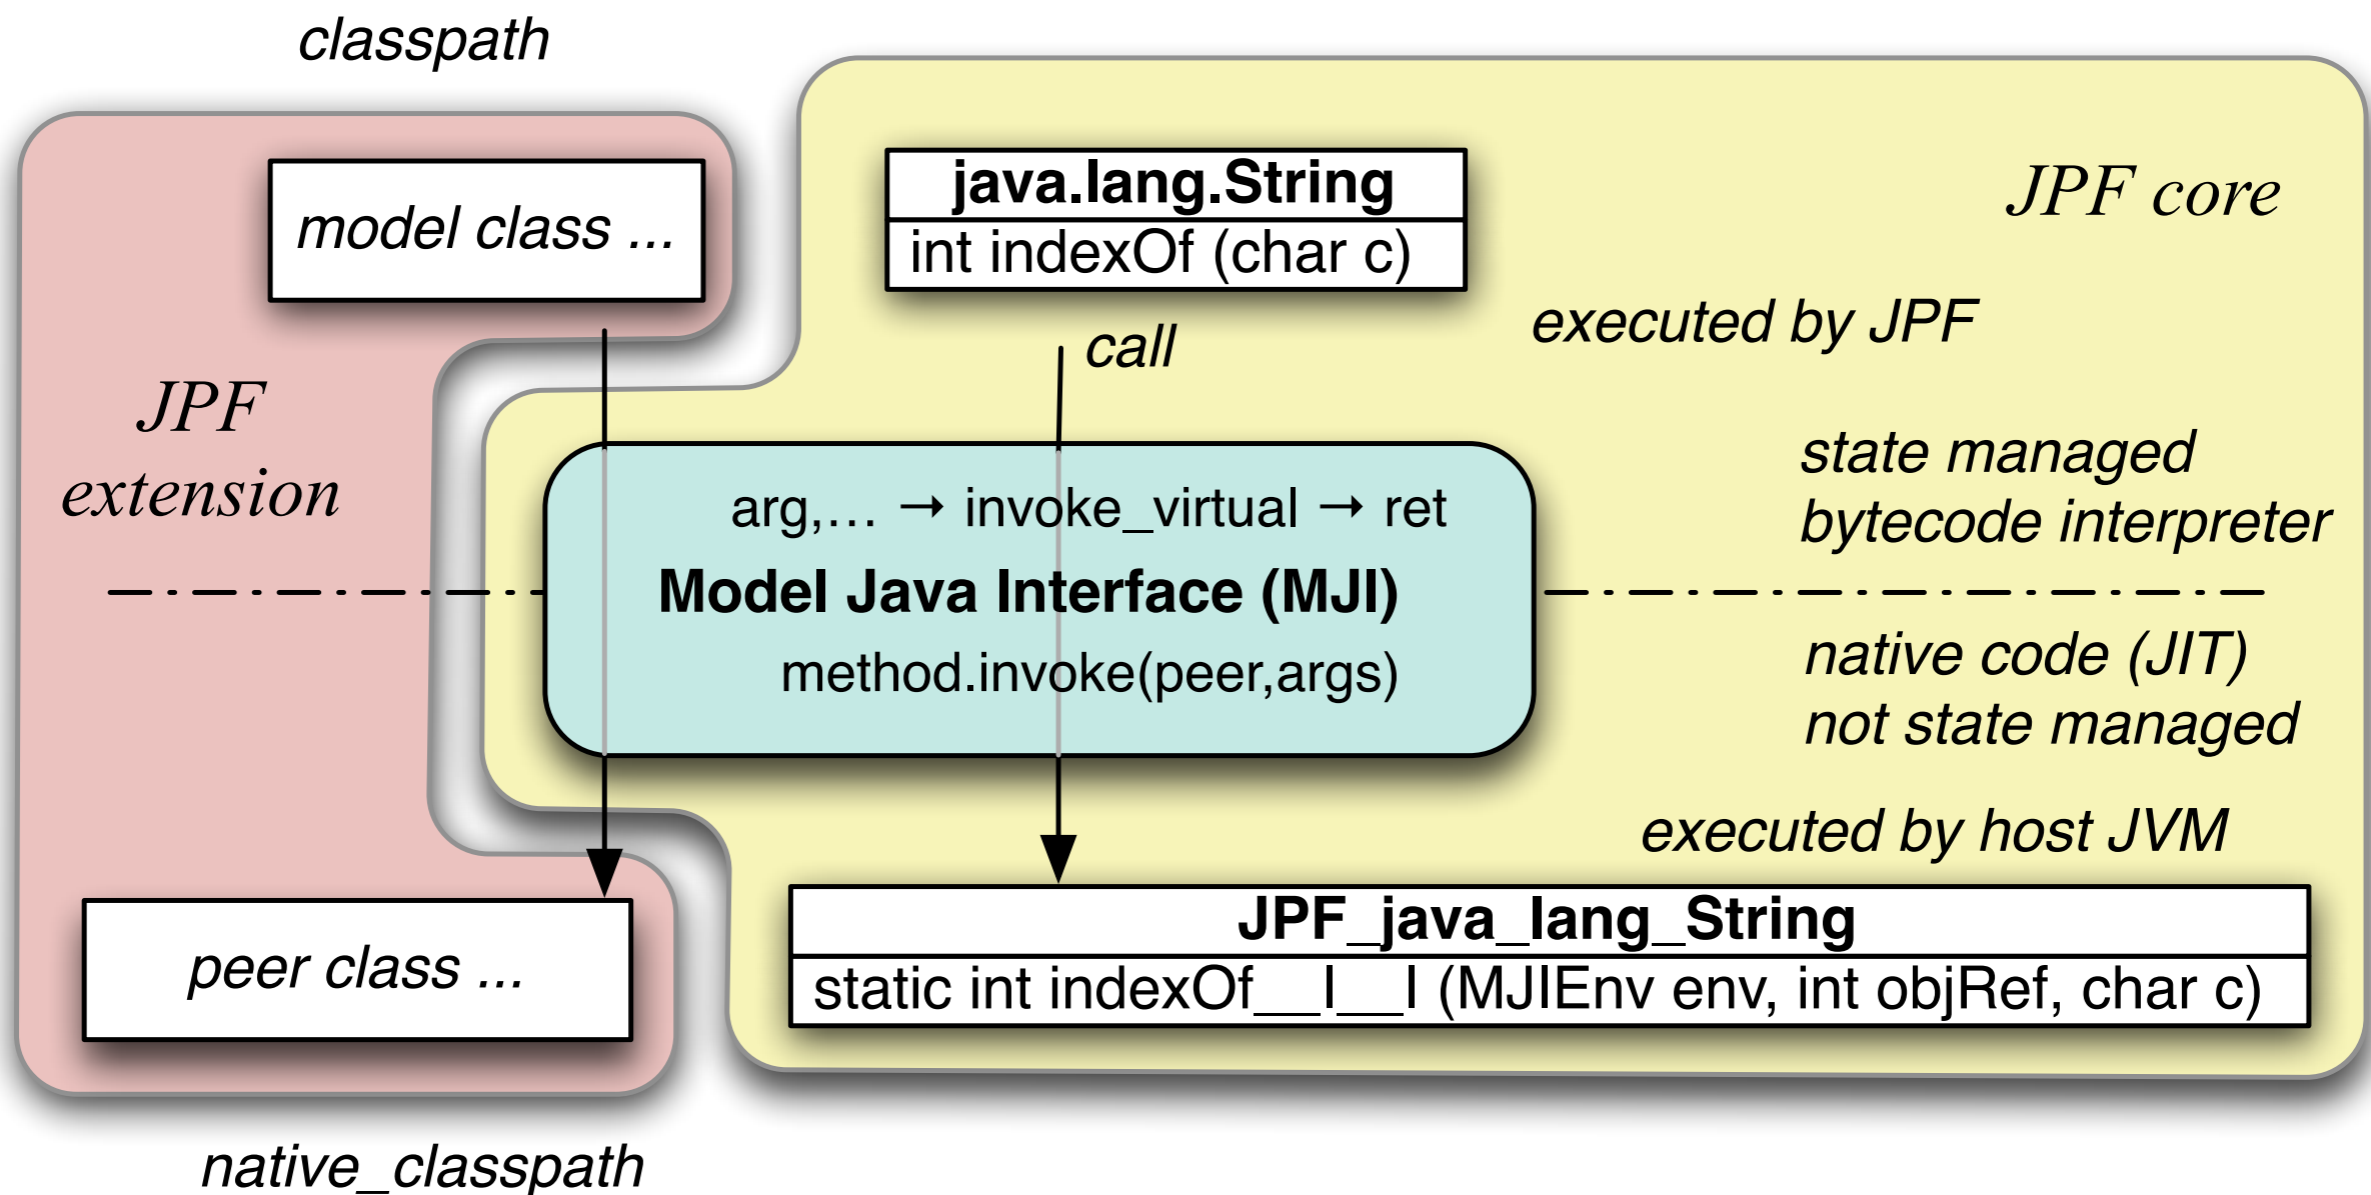 classpath
model class ...
java.lang.String
int indexOf (char c)
JPF core
call
executed by JPF
JPF
extension
state managed
bytecode interpreter
arg,… → invoke_virtual → ret
Model Java Interface (MJI)
method.invoke(peer,args)
native code (JIT)
not state managed
executed by host JVM
peer class ...
JPF_java_lang_String
static int indexOf__I__I (MJIEnv env, int objRef, char c)
native_classpath